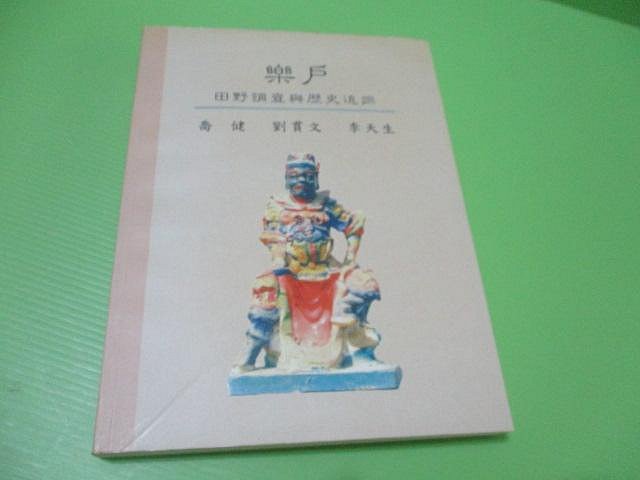 樂戶
田野調查與歷史追蹤
喬 健 劉貫文 李天生